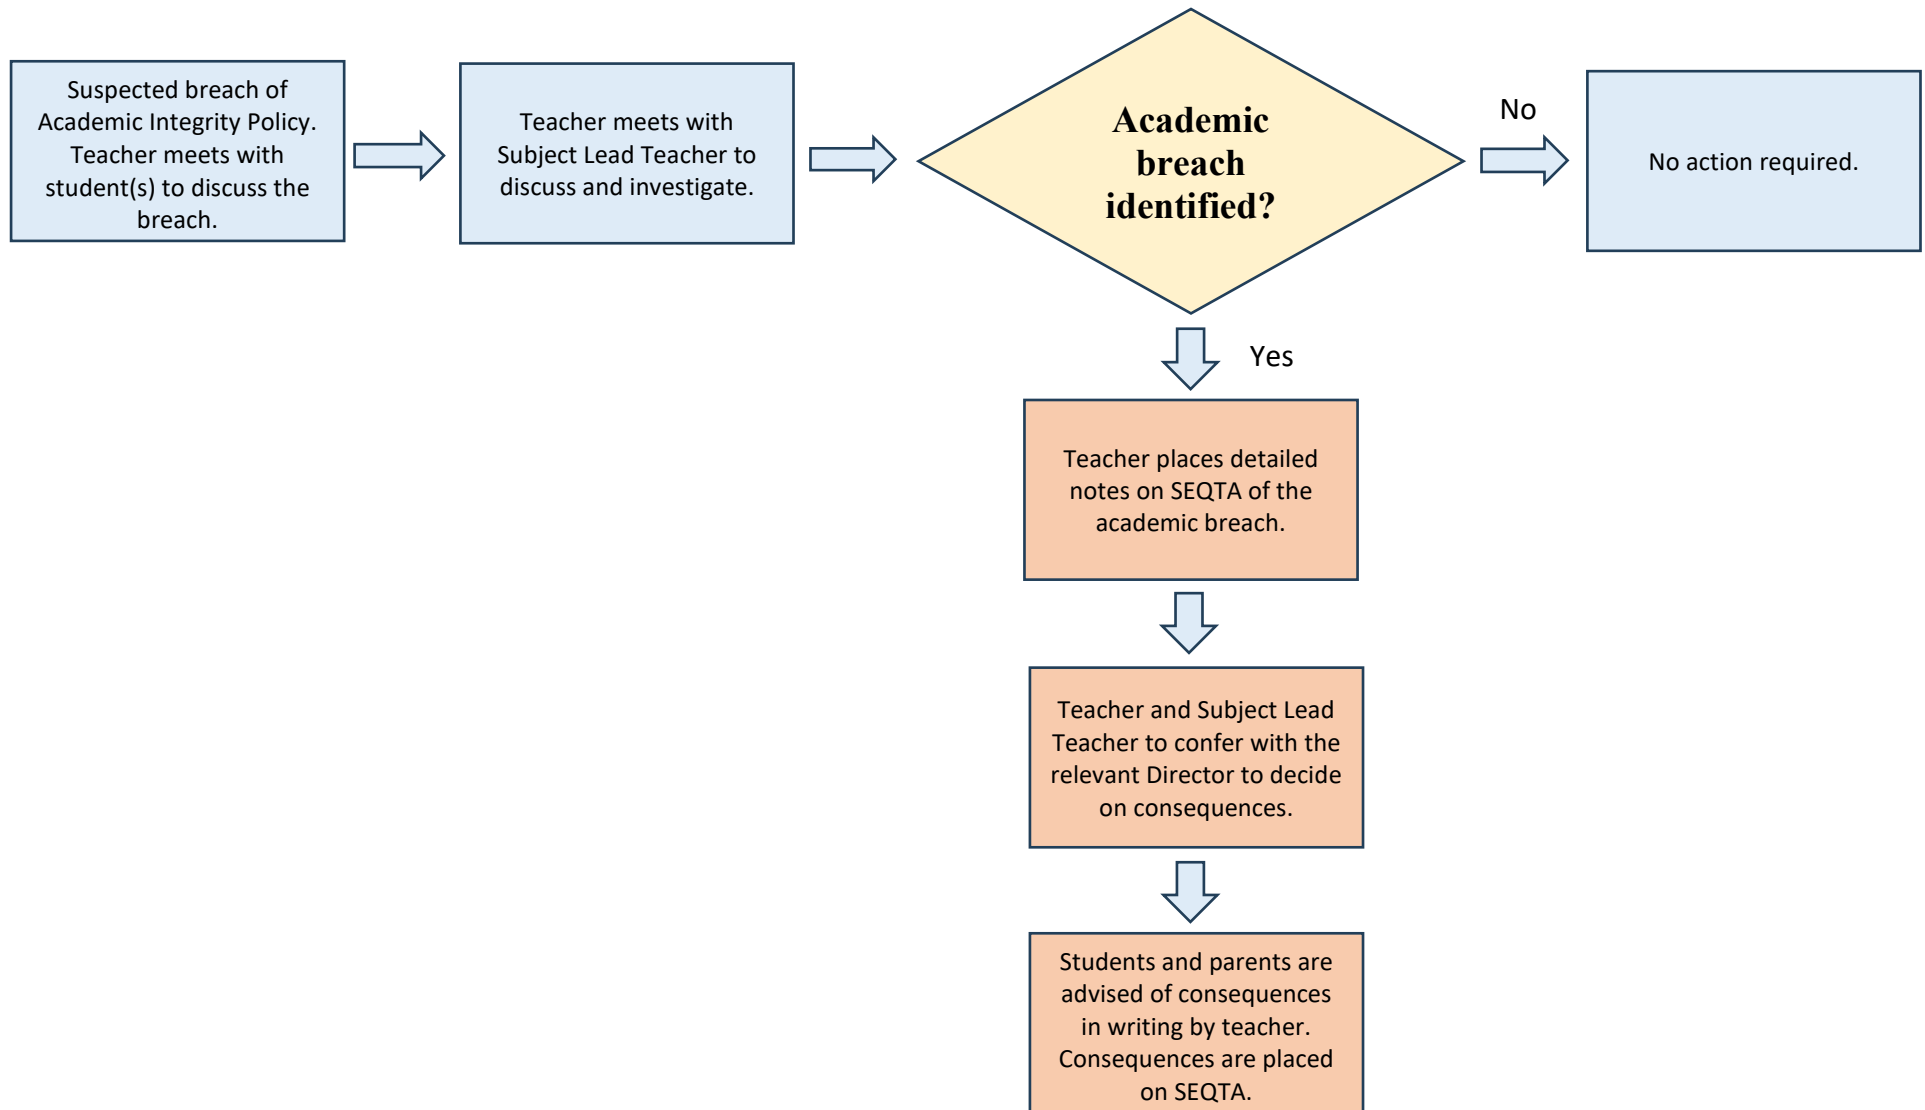 Suspected breach of
Academic Integrity Policy.
Teacher meets with
student(s) to discuss the
breach.
Teacher meets with
Subject Lead Teacher to
discuss and investigate.
Academic
breach
identified?
No
No action required.
Yes
Teacher places detailed
notes on SEQTA of the
academic breach.
Teacher and Subject Lead
Teacher to confer with the
relevant Director to decide
on consequences.
Students and parents are
advised of consequences
in writing by teacher.
Consequences are placed
on SEQTA.